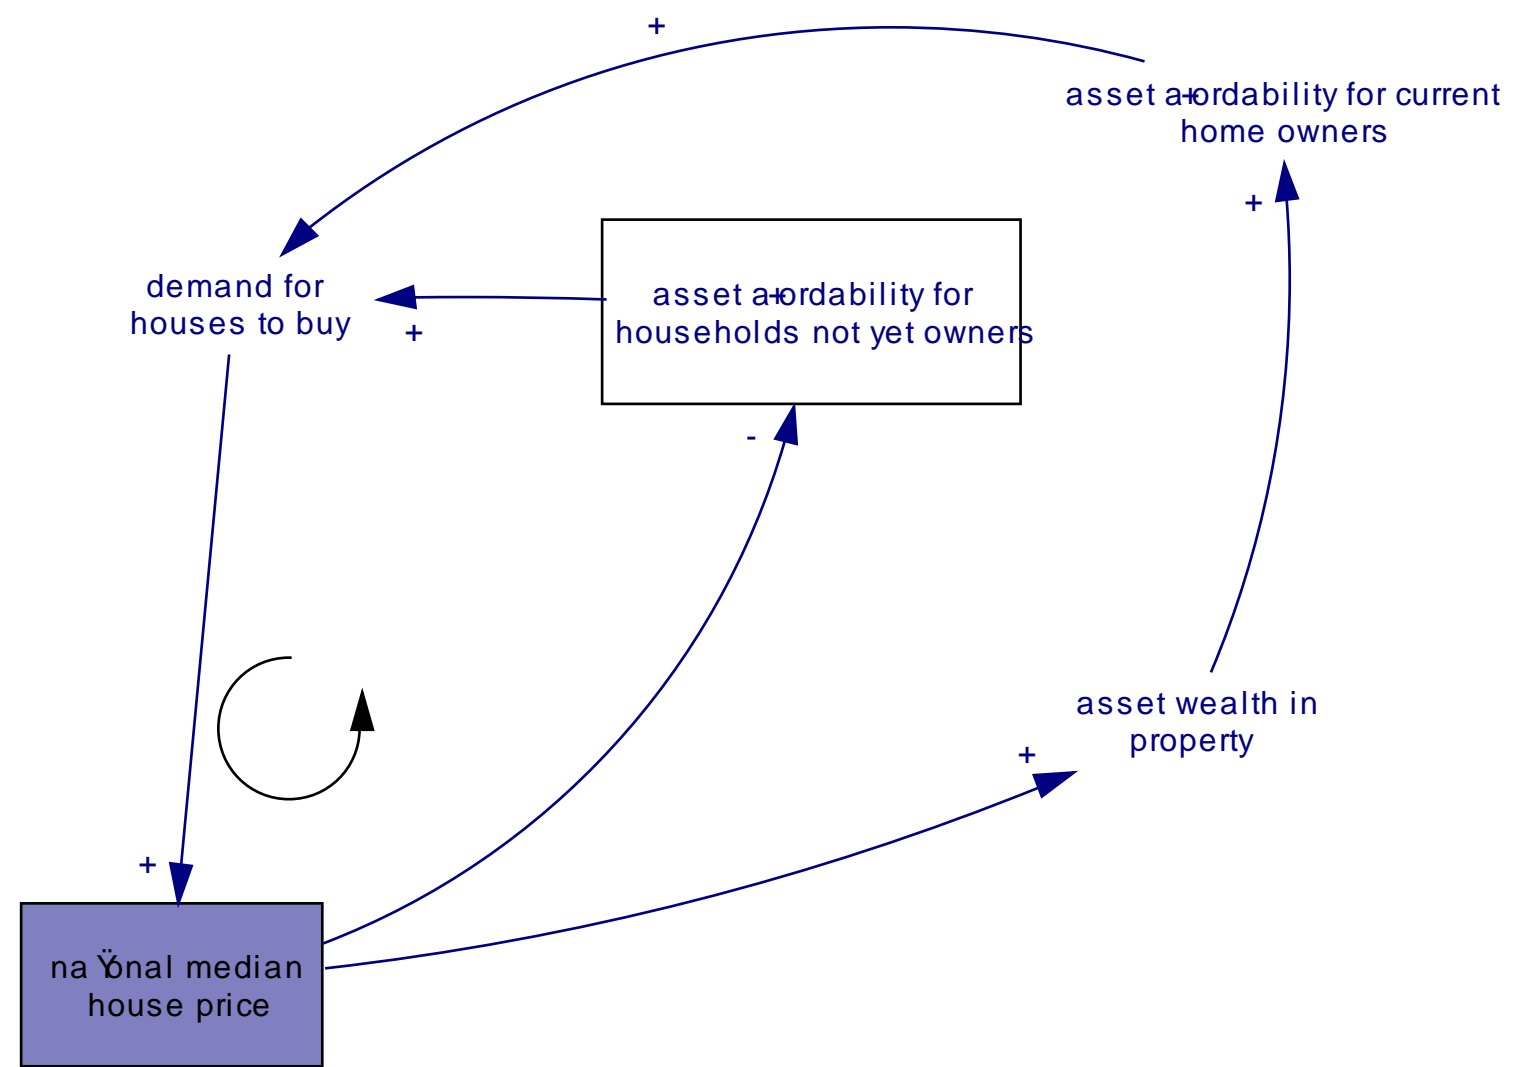 +
asset a+ordability for current
home owners
+
demand for
houses to buy
+
asset a+ordability for
households not yet owners
-
asset wealth in
property
+
+
na Ÿonal median
house price